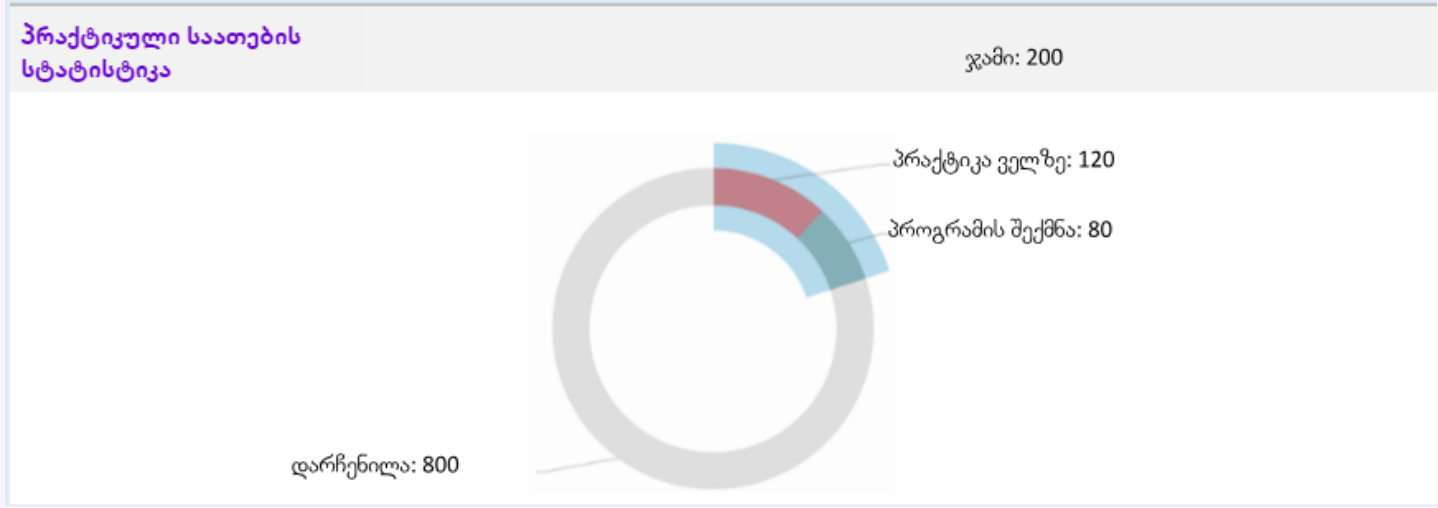 პრაქტიკული საათების
სტატისტიკა
ჯამი: 200
პრაქტიკა ველზე: 120
პროგრამის შექმნა: 80
დარჩენილა: 800